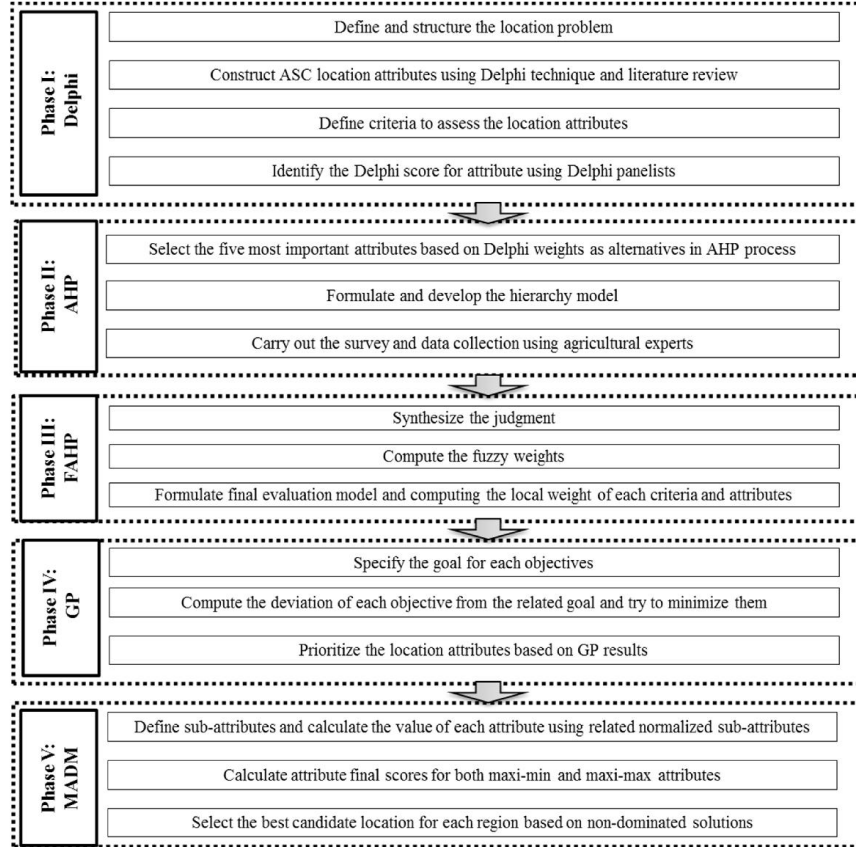 Phase I:
Delphi
Define and structure the location problem
Construct ASC location attributes using Delphi technique and literature review
Define criteria to assess the location attributes
Identify the Delphi score for attribute using Delphi panelists
Phase II:
AHP
Select the five most important attributes based on Delphi weights as alternatives in AHP process
Formulate and develop the hierarchy model
Carry out the survey and data collection using agricultural experts
Phase III:
FAHP
Synthesize the judgment
Compute the fuzzy weights
Formulate final evaluation model and computing the local weight of each criteria and attributes
Phase IV:
GP
Specify the goal for each objectives
Compute the deviation of each objective from the related goal and try to minimize them
Prioritize the location attributes based on GP results
Phase V:
MADM
Define sub-attributes and calculate the value of each attribute using related normalized sub-attributes
Calculate attribute final scores for both maxi-min and maxi-max attributes
Select the best candidate location for each region based on non-dominated solutions